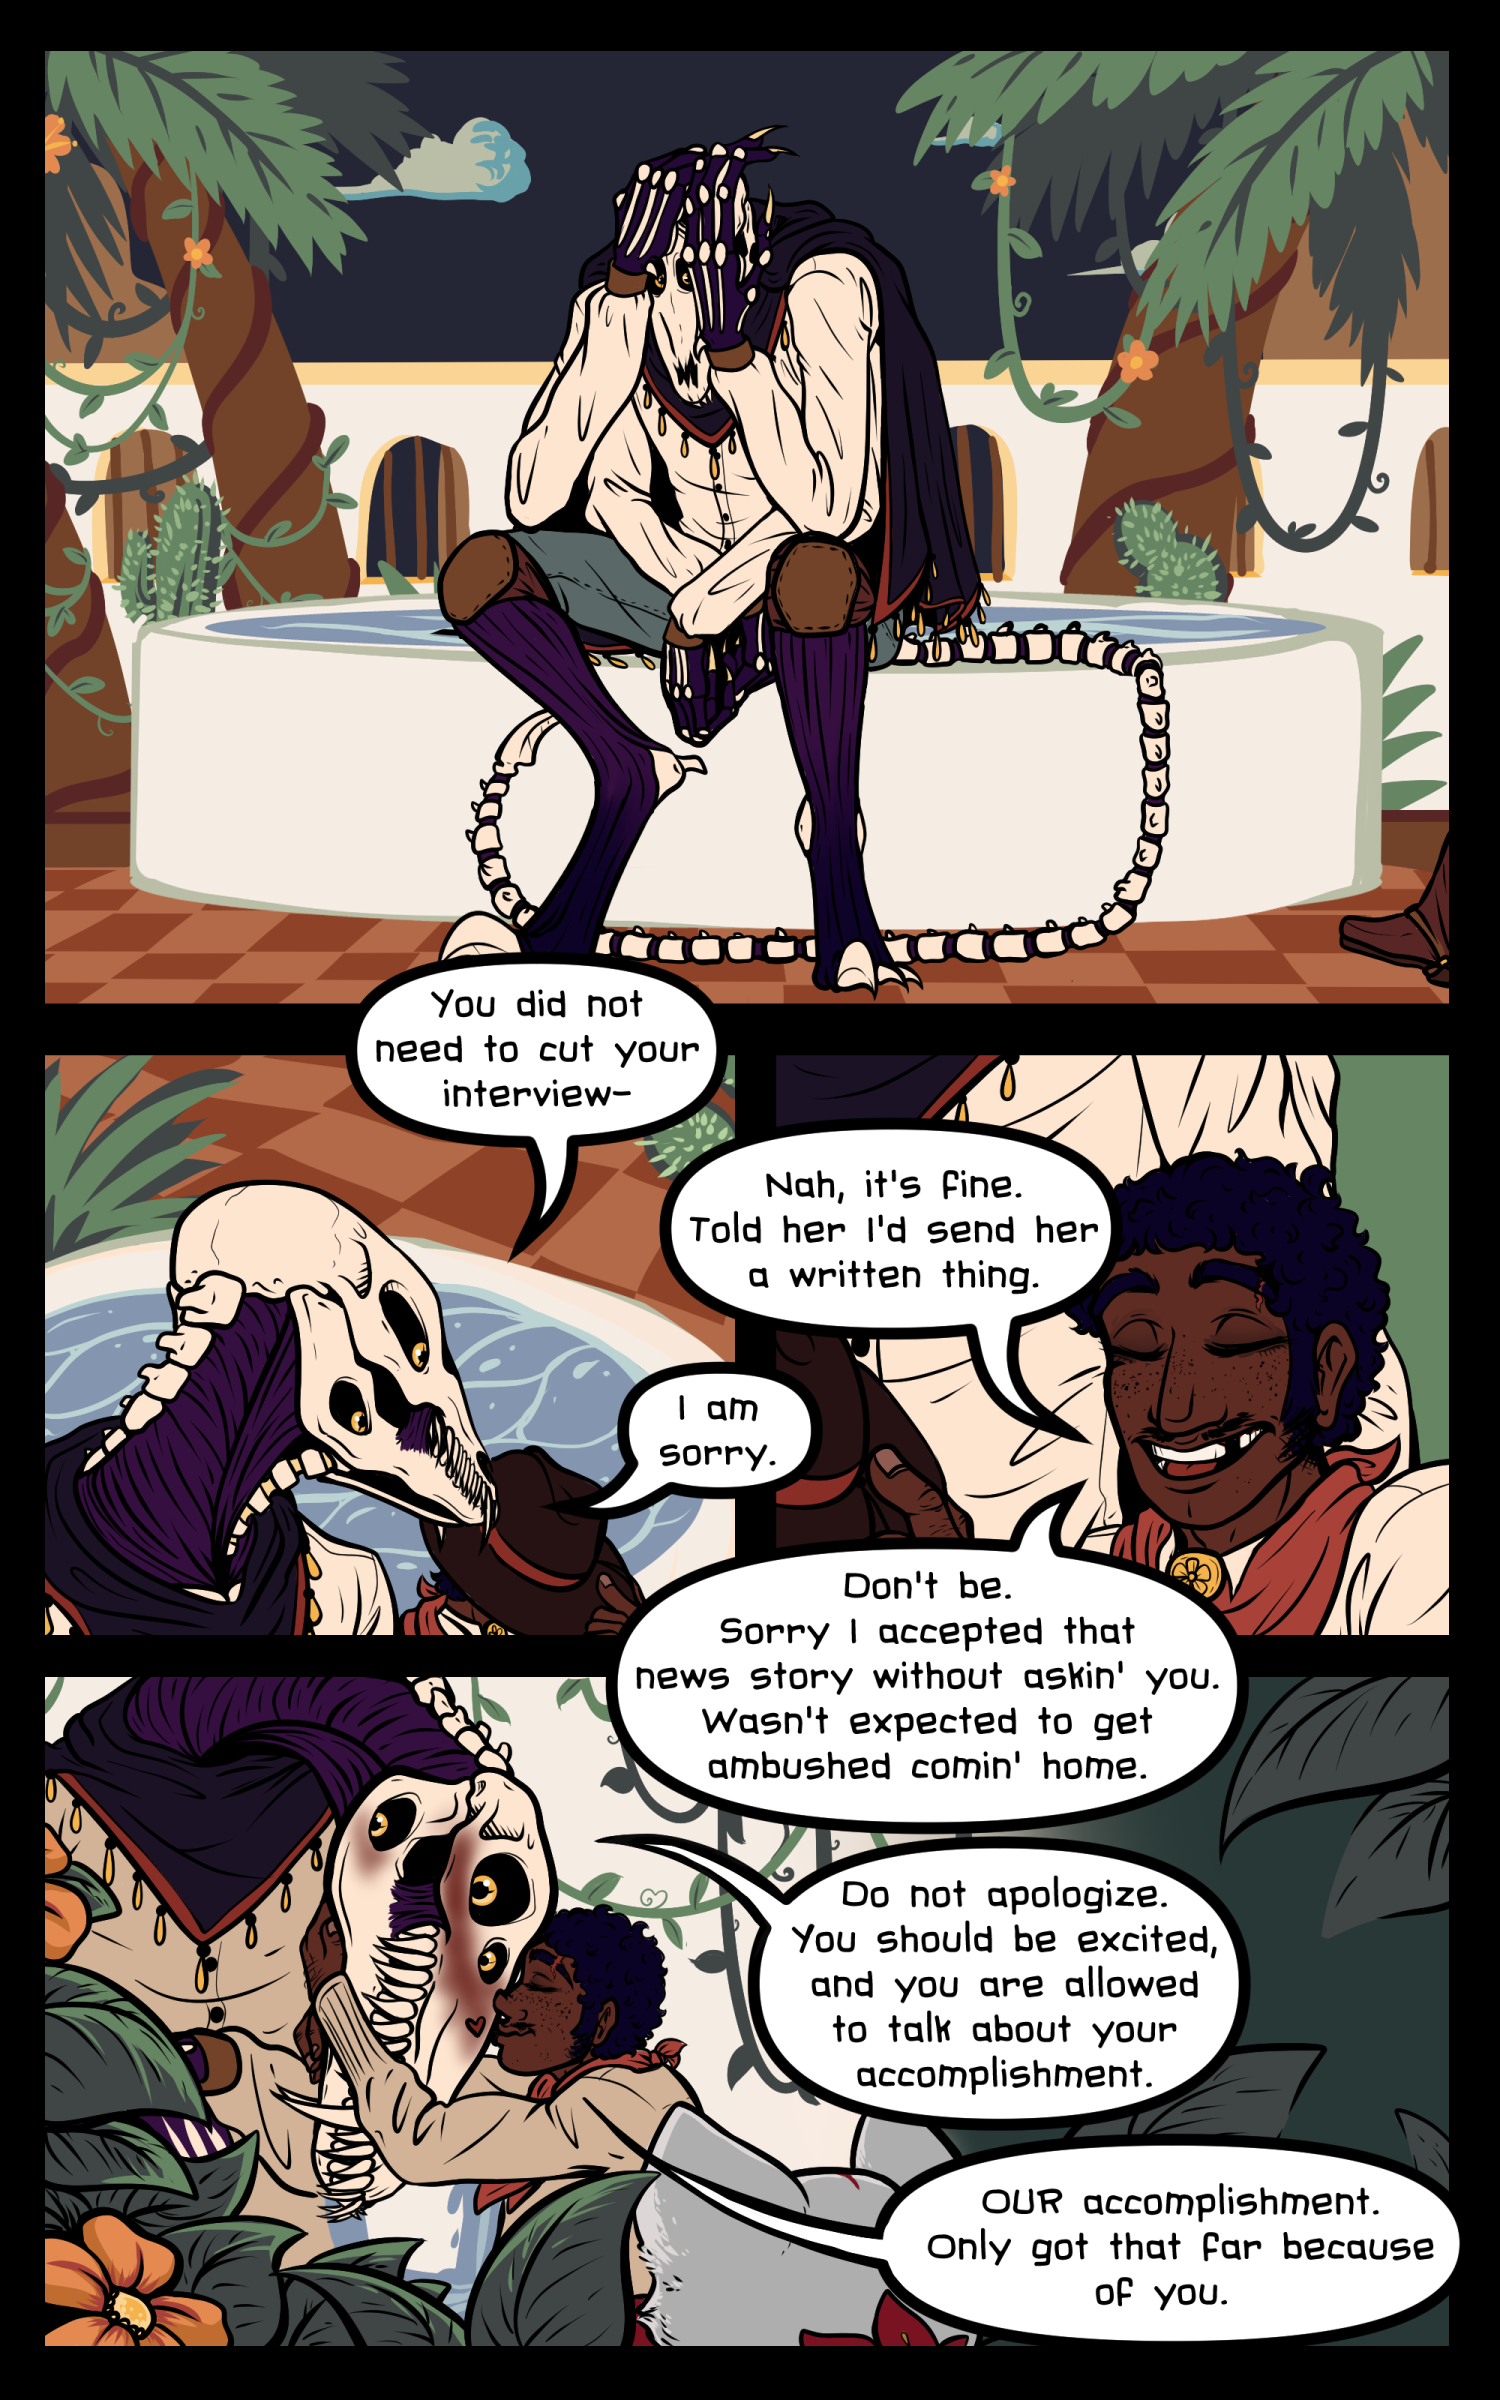 You did not
need to cut your
interview-
Nah, it's fine.
Told her I'd send her
a written thing.
I am
sorry.
Don't be.
Sorry I accepted that
news story without askin' you.
Wasn't expected to get
ambushed comin' home.
Do not apologize.
You should be excited,
and you are allowed
to talk about your
accomplishment.
OUR accomplishment.
Only got that far because
of you.